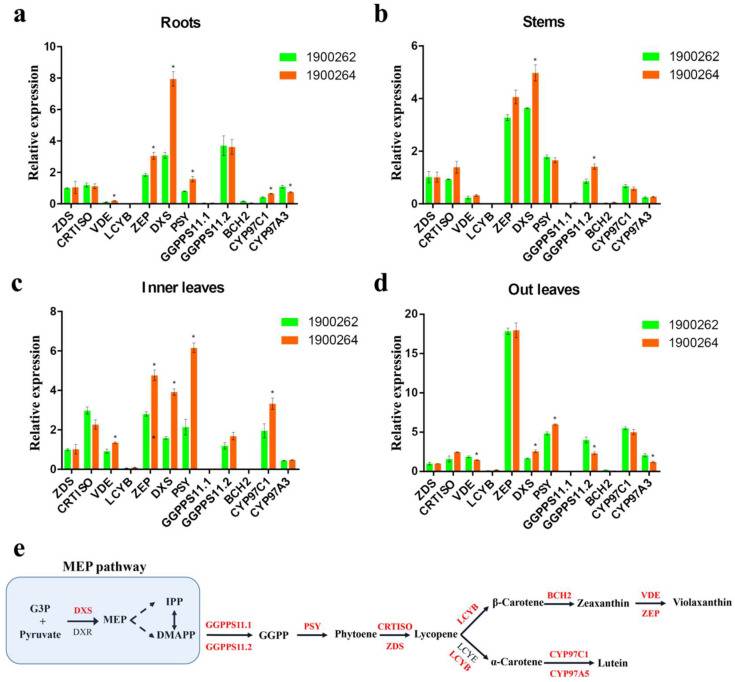 a
Roots
Relative expression
10
8
6
4
2
0
1900262
1900264
* * * * * *
ZDS
CRTISO
VDE
LCYB
ZEP
DXS
PSY
GGPPS11.1
GGPPS11.2
BCH2
CYP97C1
CYP97A3
b
Stems
Relative expression
6
4
2
0
1900262
1900264
* *
ZDS
CRTISO
VDE
LCYB
ZEP
DXS
PSY
GGPPS11.1
GGPPS11.2
BCH2
CYP97C1
CYP97A3
c
Inner leaves
Relative expression
8
6
4
2
0
1900262
1900264
* * * * * *
ZDS
CRTISO
VDE
LCYB
ZEP
DXS
PSY
GGPPS11.1
GGPPS11.2
BCH2
CYP97C1
CYP97A3
d
Out leaves
Relative expression
20
15
10
5
0
1900262
1900264
* * * * *
ZDS
CRTISO
VDE
LCYB
ZEP
DXS
PSY
GGPPS11.1
GGPPS11.2
BCH2
CYP97C1
CYP97A3
e
MEP pathway
G3P
+
Pyruvate
DXS
DXR
MEP
IPP
DMAPP
GGPPS11.1
GGPPS11.2
GGPP
PSY
Phytoene
CRTISO
ZDS
Lycopene
LCYB
β-Carotene
BCH2
Zeaxanthin
VDE
ZEP
Violaxanthin
LCYE
LCYB
α-Carotene
CYP97C1
CYP97A5
Lutein